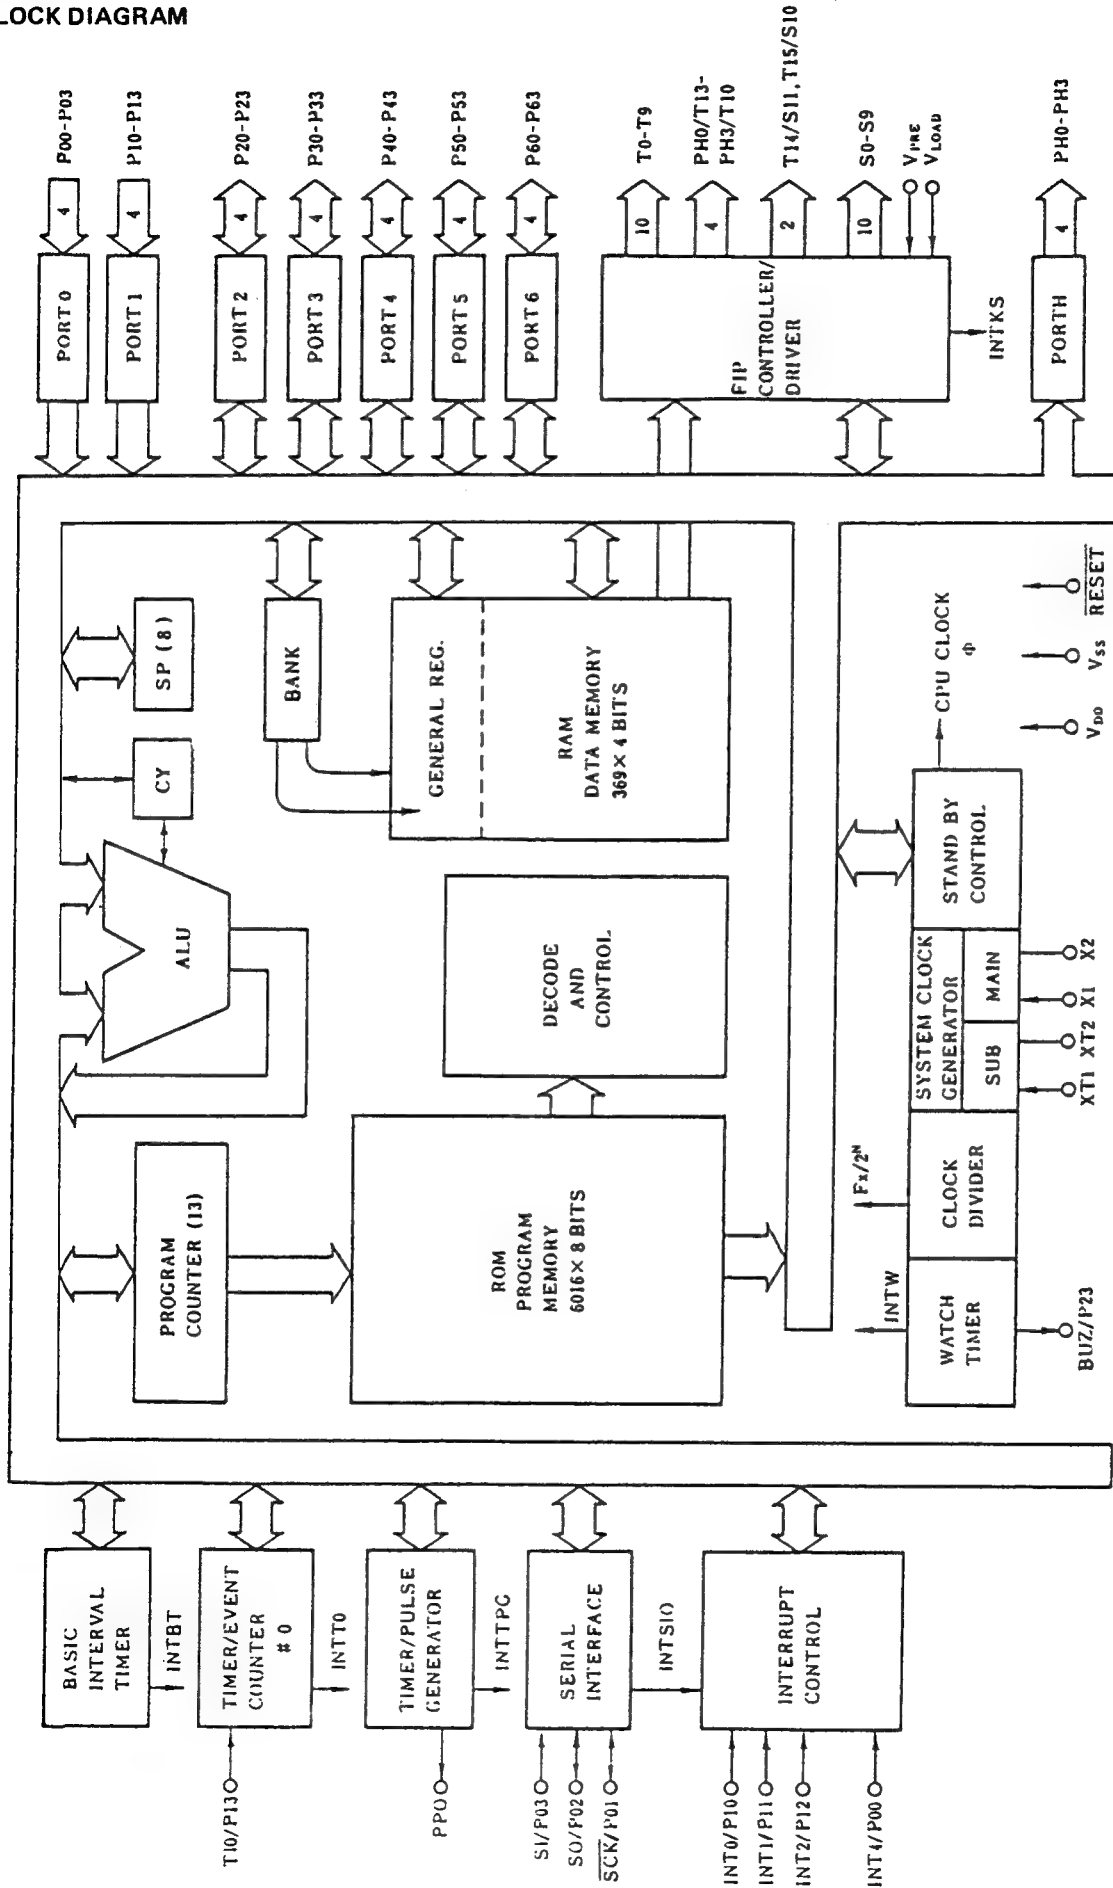 LOCK DIAGRAM
BASIC
INTERVAL
TIMER
INTBT
TI0/P13
TIMER/EVENT
COUNTER
#0
INTT0
PPO
TIMER/PULSE
GENERATOR
INTTPG
SI/P03
SO/P02
SCK/P01
SERIAL
INTERFACE
INTSIO
INT0/P10
INT1/P11
INT2/P12
INT4/P00
INTERRUPT
CONTROL
PROGRAM
COUNTER (13)
ALU
CY
SP (8)
BANK
GENERAL REG.
RAM
DATA MEMORY
369 × 4 BITS
ROM
PROGRAM
MEMORY
6016 × 8 BITS
DECODE
AND
CONTROL
PORT 0
4
P00-P03
PORT 1
4
P10-P13
PORT 2
4
P20-P23
PORT 3
4
P30-P33
PORT 4
4
P40-P43
PORT 5
4
P50-P53
PORT 6
4
P60-P63
FIP
CONTROLLER/
DRIVER
10
T0-T9
4
PH0/T13-
PH3/T10
2
T14/S11, T15/S10
10
S0-S9
VPRE
VLOAD
INTKS
PORTH
4
PH0-PH3
INTW
WATCH
TIMER
BUZ/P23
Fx/2ᴺ
CLOCK
DIVIDER
SYSTEM CLOCK
GENERATOR
SUB
MAIN
XT1 XT2
X1
X2
STAND BY
CONTROL
CPU CLOCK
Φ
VDD
VSS
RESET